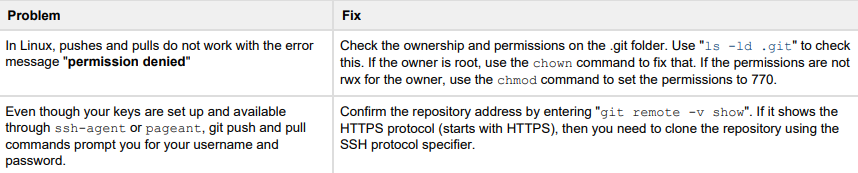 Problem
Fix
In Linux, pushes and pulls do not work with the error
message "permission denied"
Check the ownership and permissions on the .git folder. Use "ls -ld .git" to check
this. If the owner is root, use the chown command to fix that. If the permissions are not
rwx for the owner, use the chmod command to set the permissions to 770.
Even though your keys are set up and available
through ssh-agent or pageant, git push and pull
commands prompt you for your username and
password.
Confirm the repository address by entering "git remote -v show". If it shows the
HTTPS protocol (starts with HTTPS), then you need to clone the repository using the
SSH protocol specifier.